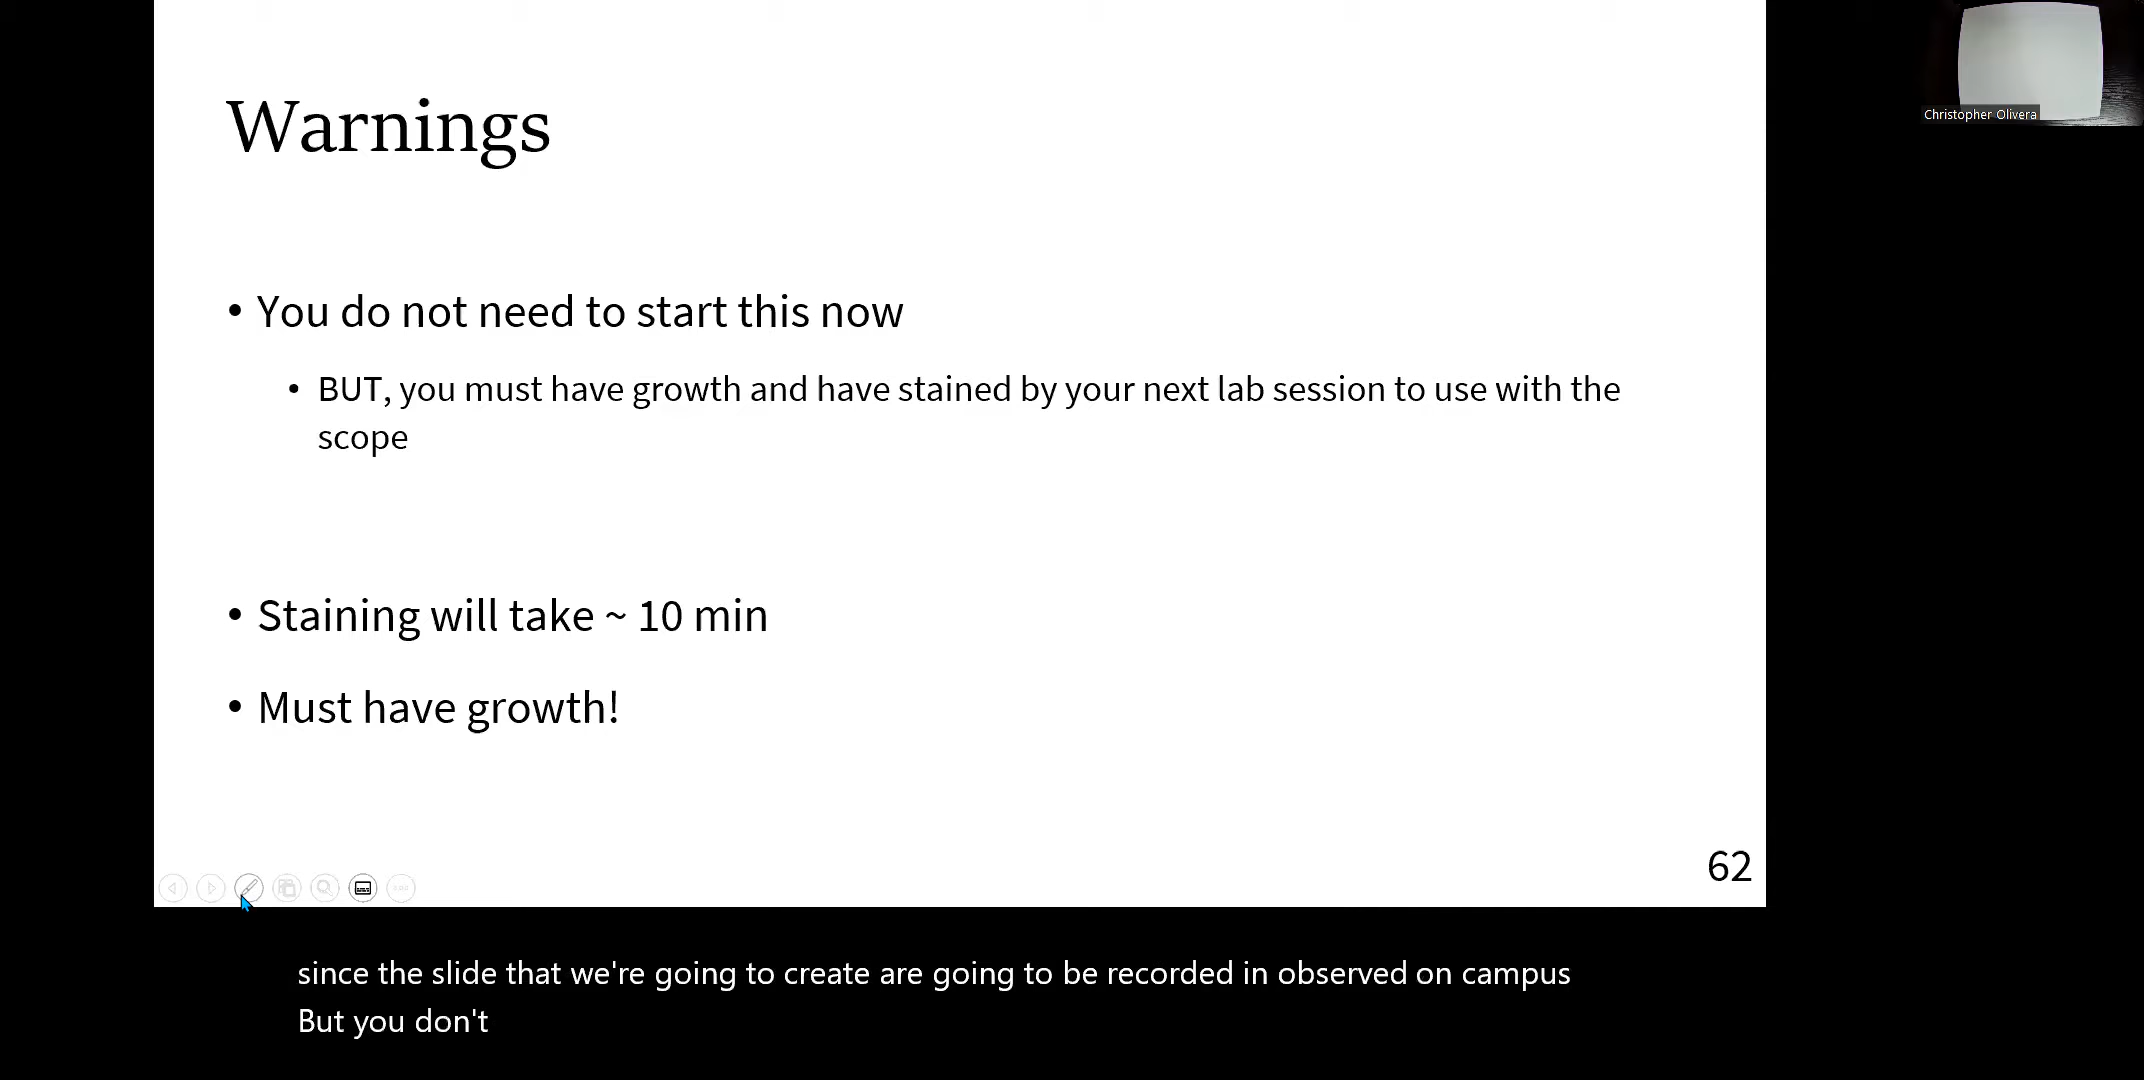 Christopher Olivera
Warnings
• You do not need to start this now
• BUT, you must have growth and have stained by your next lab session to use with the
scope
• Staining will take ~ 10 min
• Must have growth!
62
since the slide that we're going to create are going to be recorded in observed on campus
But you don't